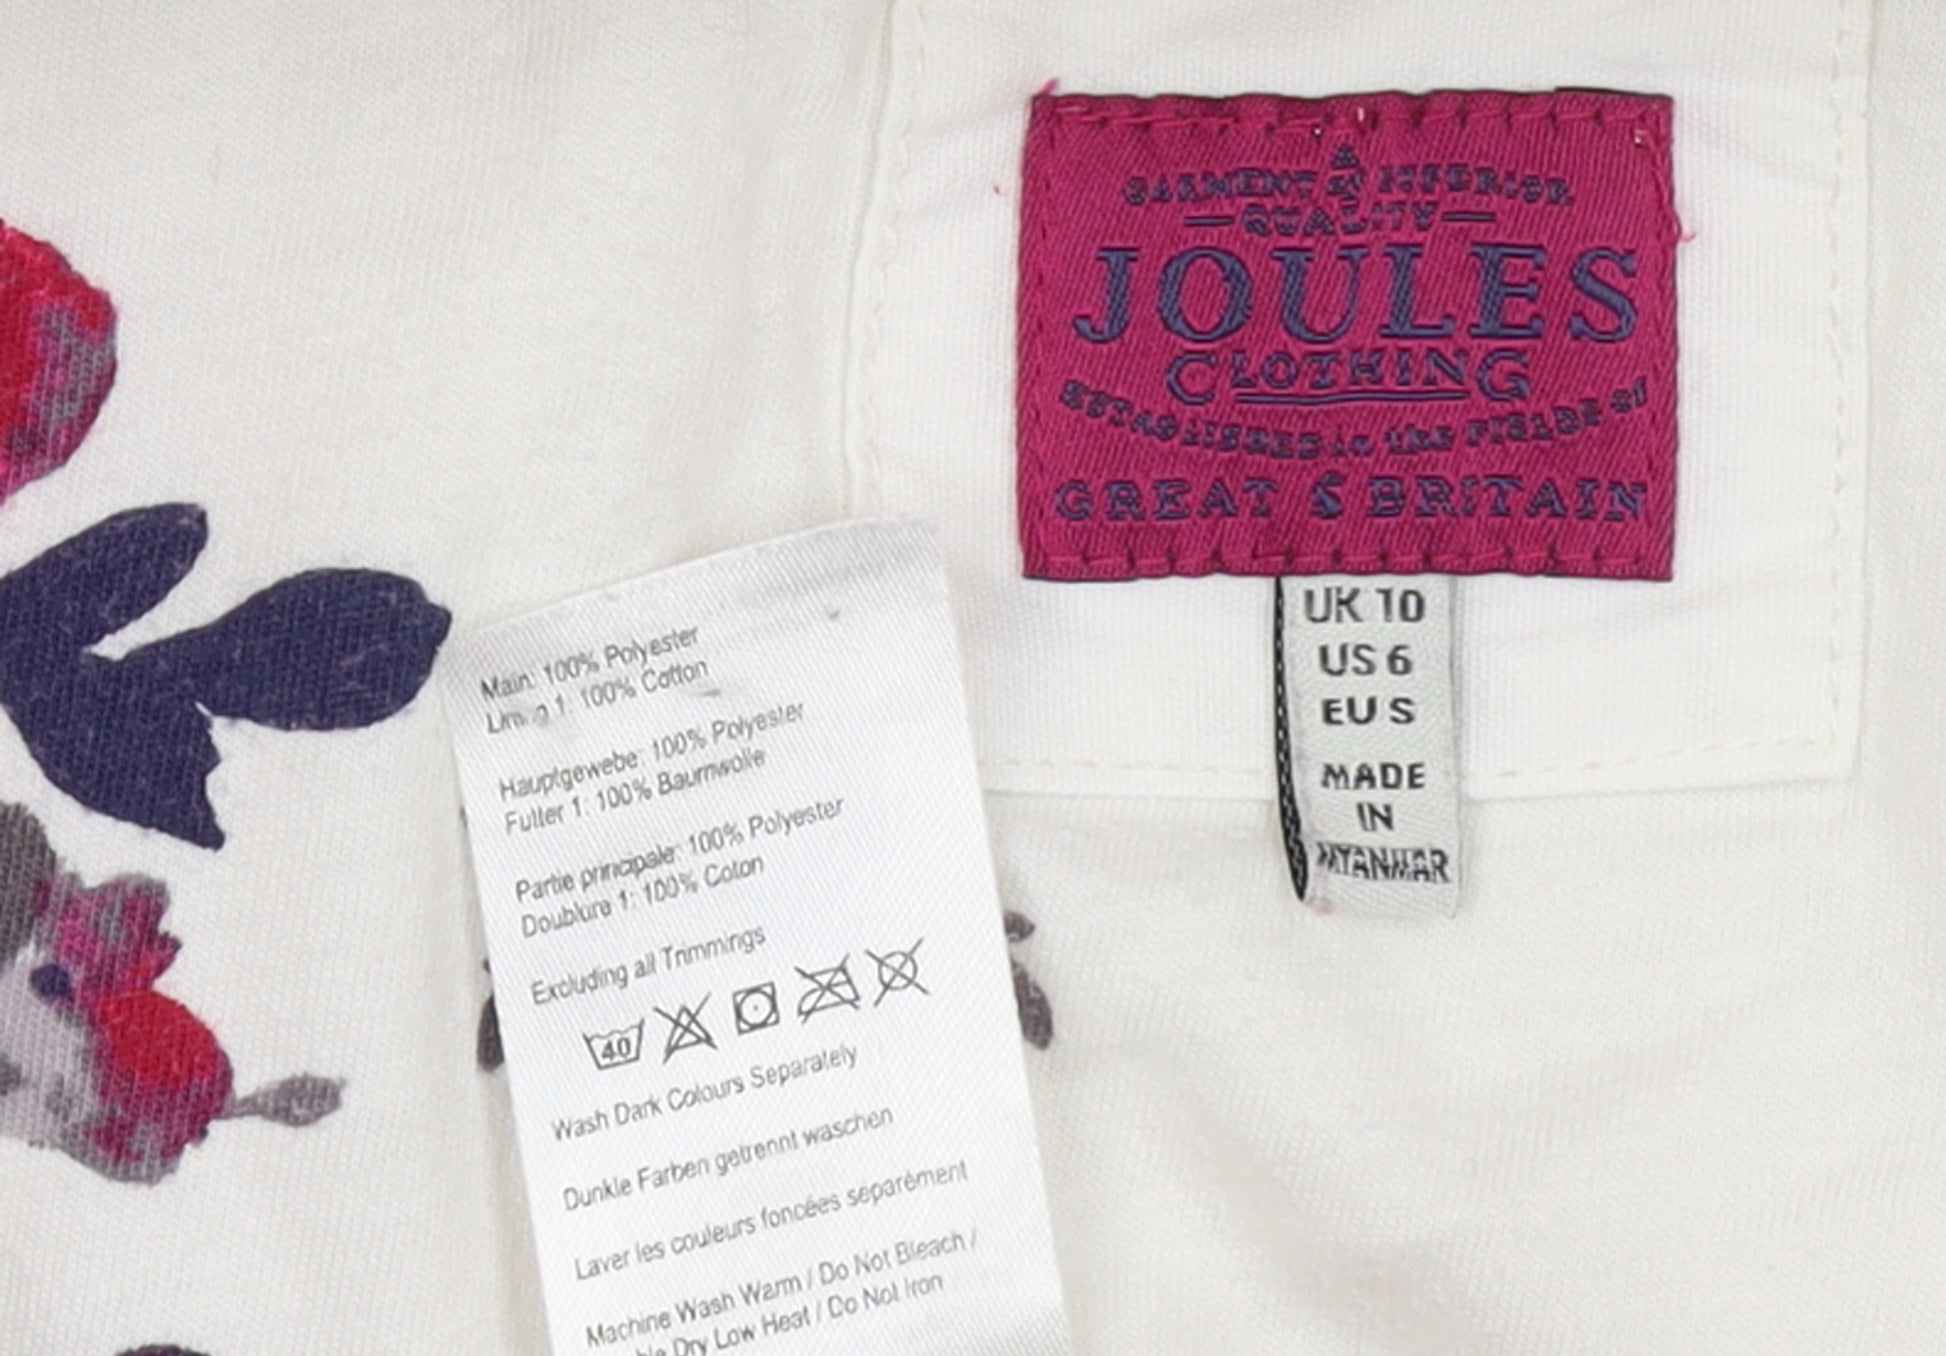 A
GARMENT of SUPERIOR
QUALITY
JOULES
CLOTHING
ESTABLISHED in the FIELDS of
GREAT & BRITAIN
UK 10
US 6
EU S
MADE
IN
MYANMAR
Main: 100% Polyester
Lining 1: 100% Cotton
Hauptgewebe: 100% Polyester
Futter 1: 100% Baumwolle
Partie principale: 100% Polyester
Doublure 1: 100% Coton
Excluding all Trimmings
40
Wash Dark Colours Separately
Dunkle Farben getrennt waschen
Laver les couleurs foncées séparément
Machine Wash Warm / Do Not Bleach /
Dry Low Heat / Do Not Iron